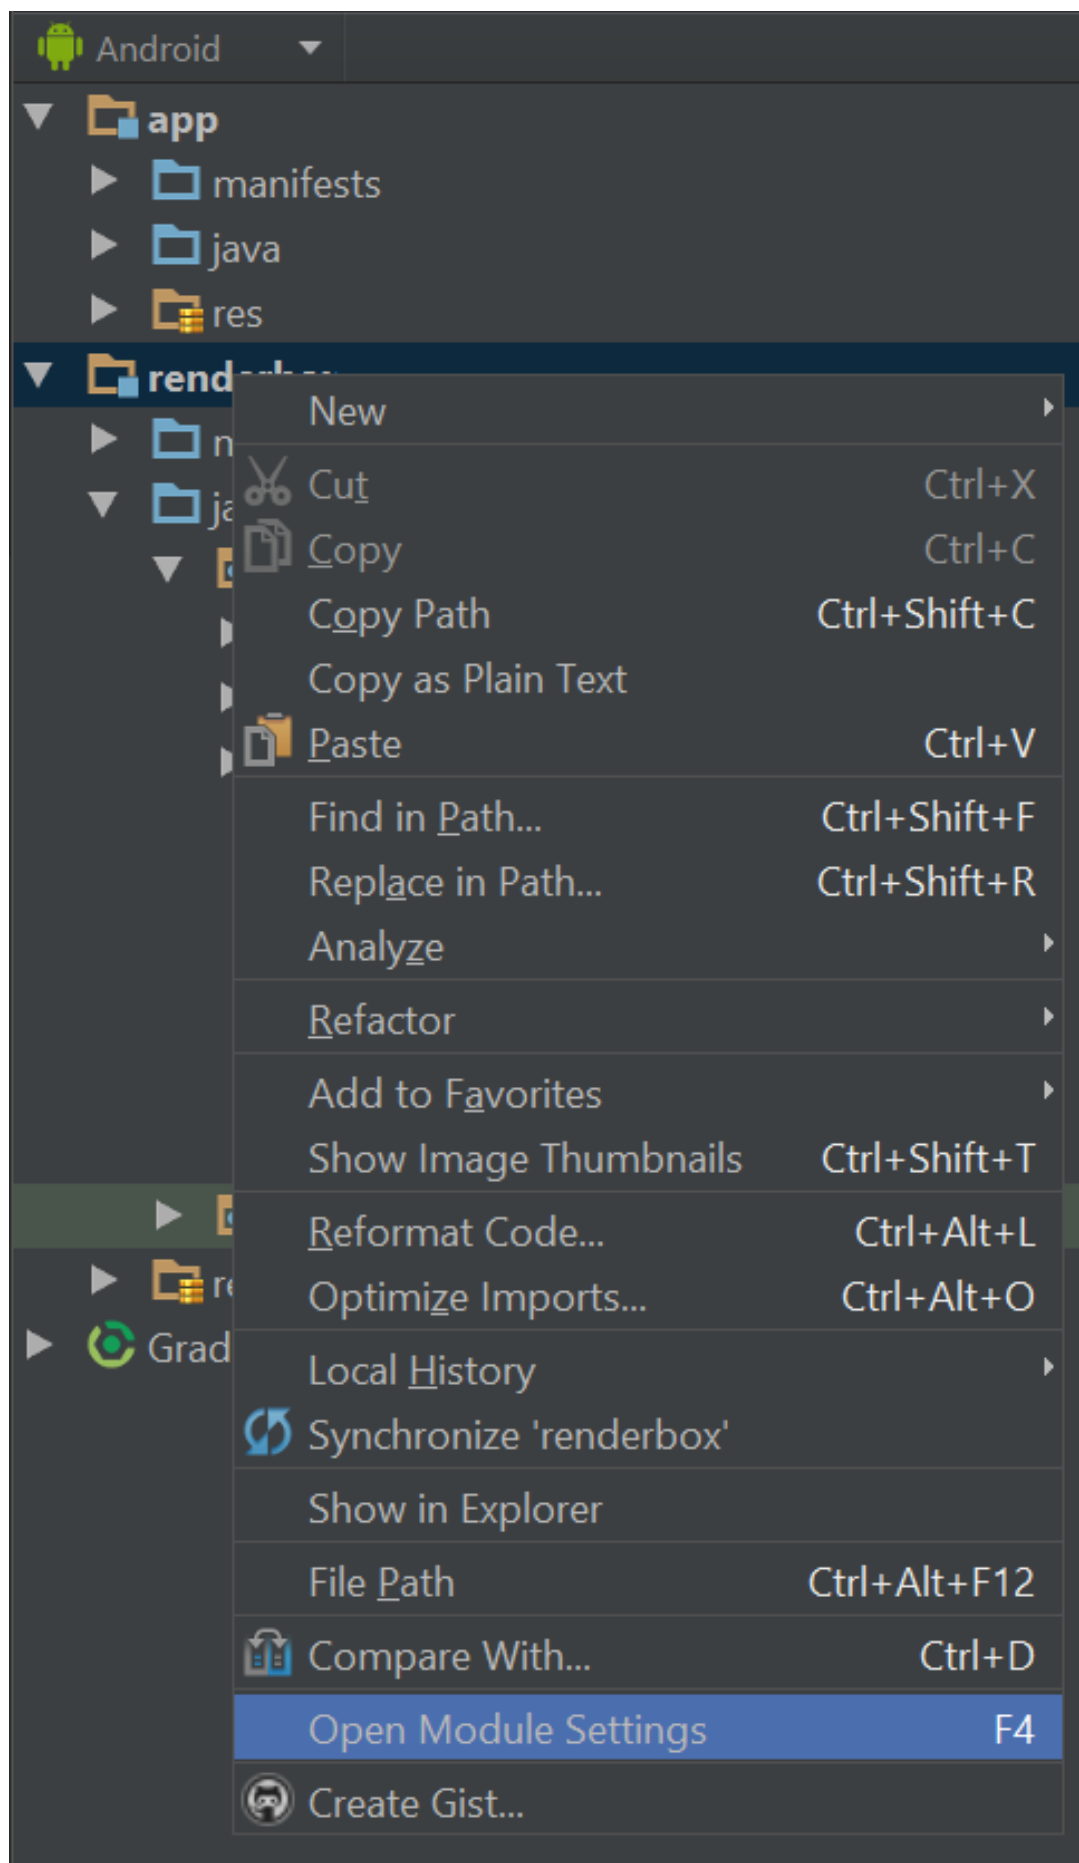 Android
app
manifests
java
res
New
Cut Ctrl+X
Copy Ctrl+C
Copy Path Ctrl+Shift+C
Copy as Plain Text
Paste Ctrl+V
Find in Path... Ctrl+Shift+F
Replace in Path... Ctrl+Shift+R
Analyze
Refactor
Add to Favorites
Show Image Thumbnails Ctrl+Shift+T
Reformat Code... Ctrl+Alt+L
Optimize Imports... Ctrl+Alt+O
Grad
Local History
Synchronize 'renderbox'
Show in Explorer
File Path Ctrl+Alt+F12
Compare With... Ctrl+D
Open Module Settings F4
Create Gist...